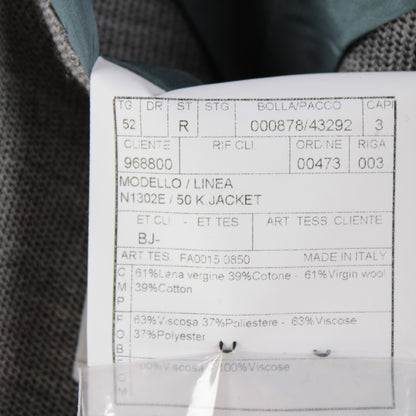 TG DR ST STG BOLLA/PACCO CAPI
52 R 000878/43292 3
CLIENTE RIF CLI. ORDINE RIGA
968800 00473 003
MODELLO / LINEA
N1302E / 50 K.JACKET
ET CLI - ET TES ART. TESS. CLIENTE
BJ-
ART. TES. FA0015 0850 MADE IN ITALY
C M P 61%Lana vergine 39%Cotone - 61%Virgin wool
39%Cotton
F O B 63%Viscosa 37%Poliestere - 63%Viscose
37%Polyester
C M 100%Viscosa - 100%Viscose